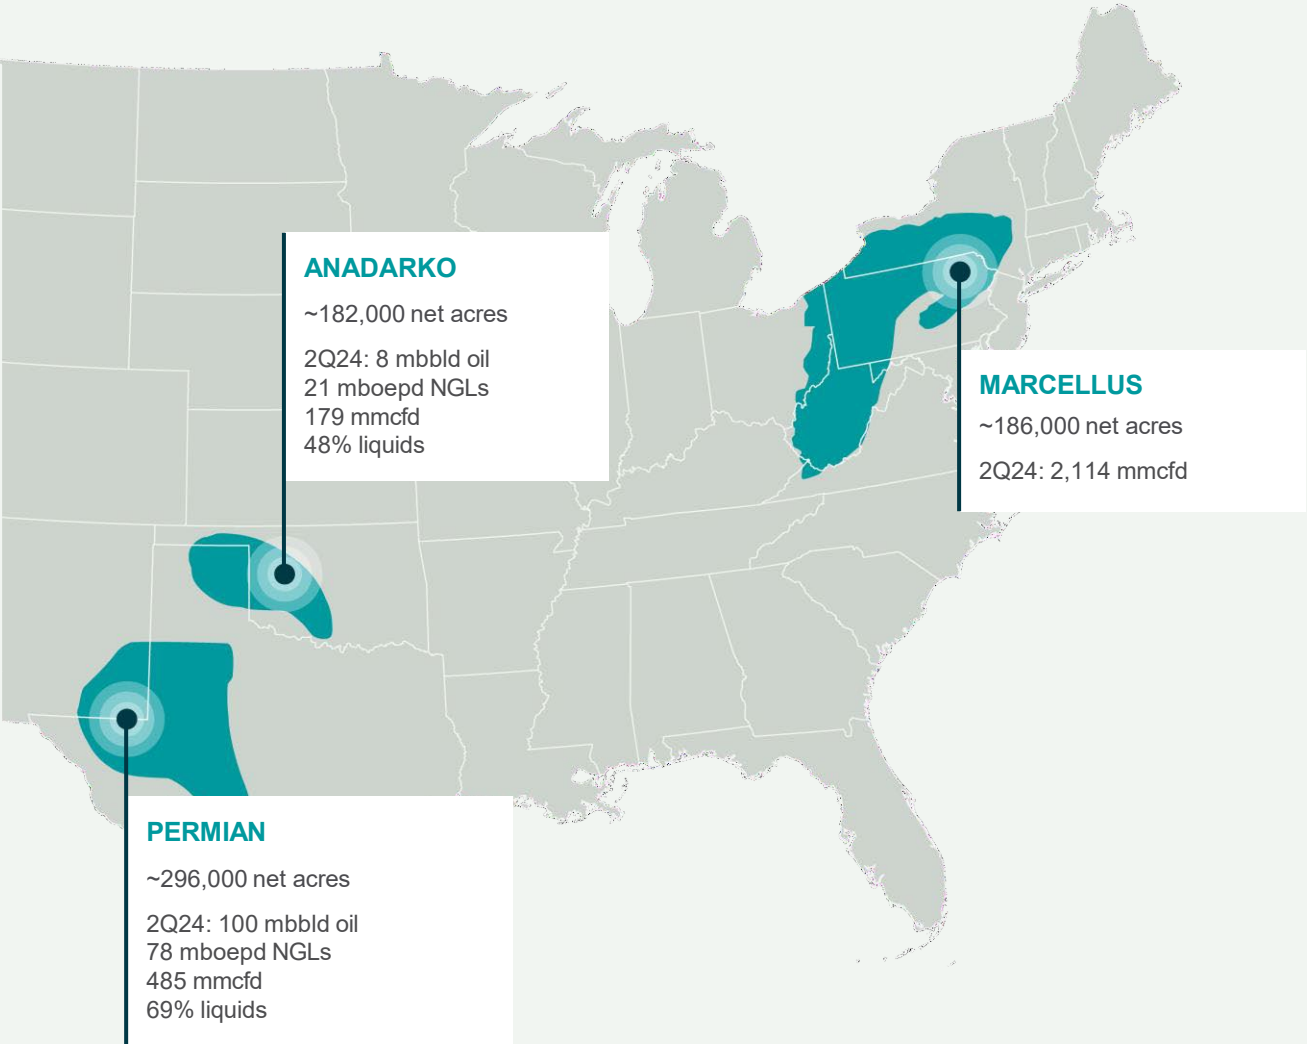 ANADARKO
~182,000 net acres
2Q24: 8 mbbld oil
21 mboepd NGLs
179 mmcfd
48% liquids
MARCELLUS
~186,000 net acres
2Q24: 2,114 mmcfd
PERMIAN
~296,000 net acres
2Q24: 100 mbbld oil
78 mboepd NGLs
485 mmcfd
69% liquids